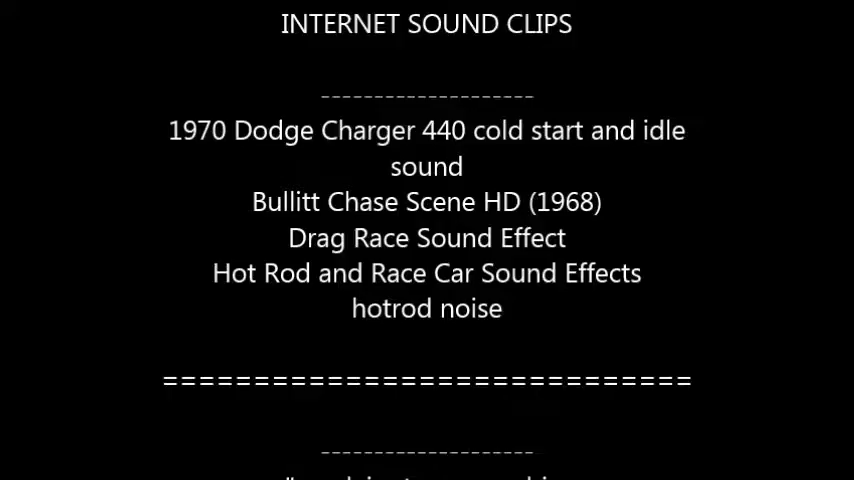 INTERNET SOUND CLIPS
--------------------
1970 Dodge Charger 440 cold start and idle
sound
Bullitt Chase Scene HD (1968)
Drag Race Sound Effect
Hot Rod and Race Car Sound Effects
hotrod noise
=============================
--------------------